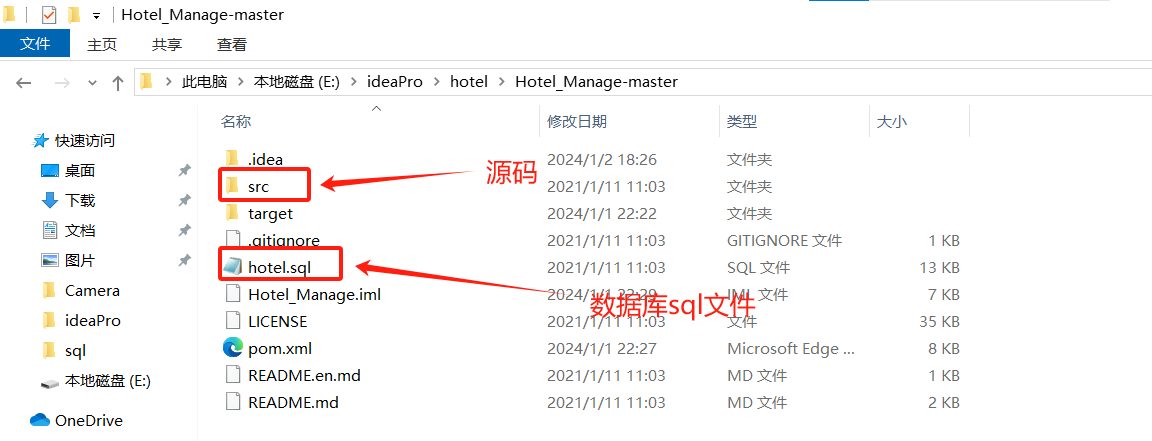 Hotel_Manage-master
文件 主页 共享 查看
此电脑 本地磁盘 (E:) ideaPro hotel Hotel_Manage-master
名称 修改日期 类型 大小
快速访问
桌面
下载
文档
图片
Camera
ideaPro
sql
本地磁盘 (E:)
OneDrive
.idea 2024/1/2 18:26 文件夹
src 2021/1/11 11:03 文件夹
源码
target 2024/1/1 22:22 文件夹
.gitignore 2021/1/11 11:03 GITIGNORE 文件 1 KB
hotel.sql 2021/1/11 11:03 SQL 文件 13 KB
Hotel_Manage.iml 2024/1/1 22:29 IML 文件 7 KB
数据库sql文件
LICENSE 2021/1/11 11:03 文件 35 KB
pom.xml 2024/1/1 22:27 Microsoft Edge ... 8 KB
README.en.md 2021/1/11 11:03 MD 文件 1 KB
README.md 2021/1/11 11:03 MD 文件 2 KB